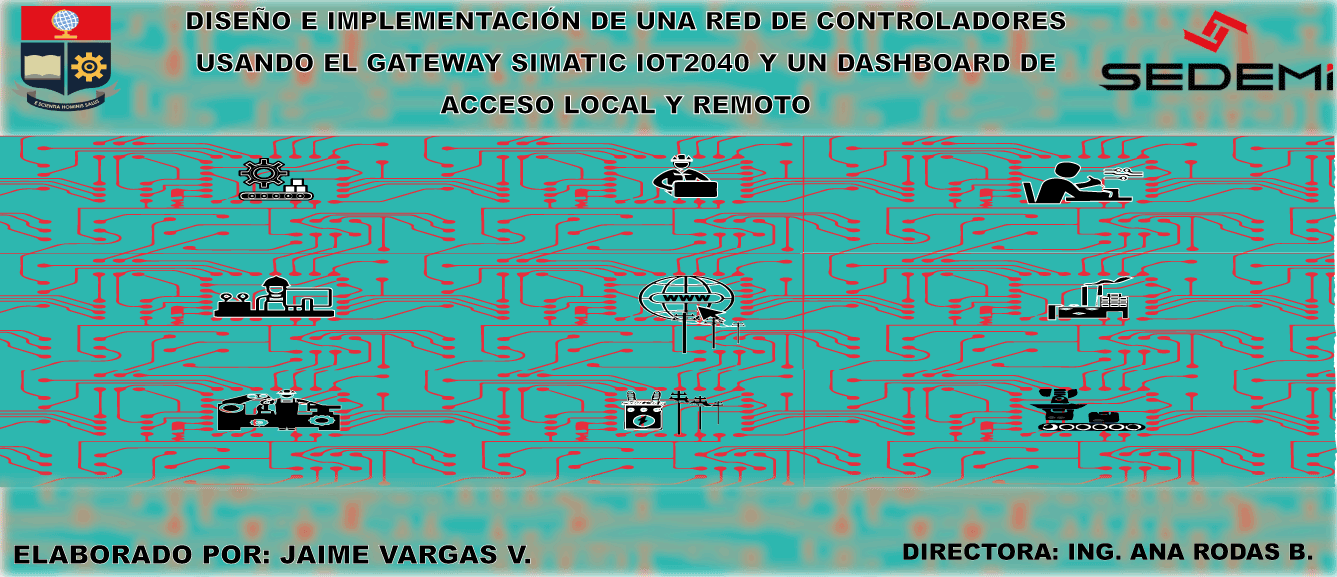 DISEÑO E IMPLEMENTACIÓN DE UNA RED DE CONTROLADORES
USANDO EL GATEWAY SIMATIC IOT2040 Y UN DASHBOARD DE
ACCESO LOCAL Y REMOTO
E SCIENTIA HOMINIS SALUS
SEDEMi
WWW
ELABORADO POR: JAIME VARGAS V.
DIRECTORA: ING. ANA RODAS B.